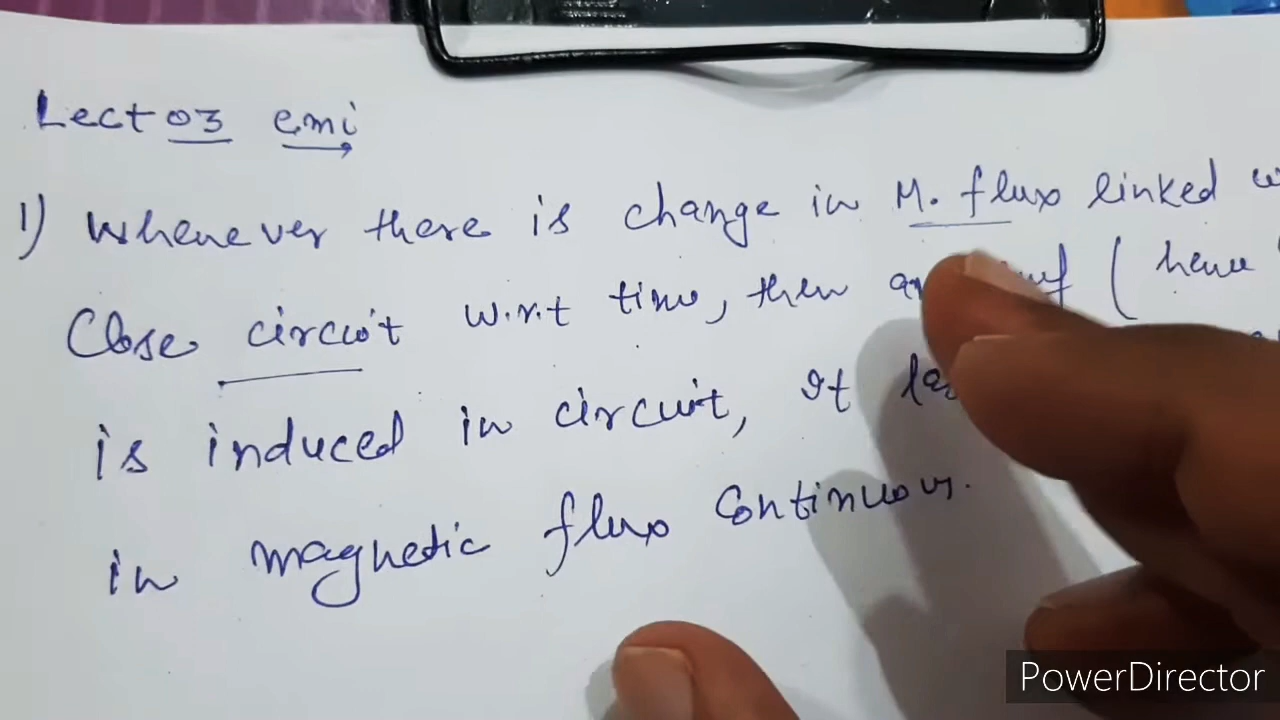 Lect 03 emi
1) Whenever there is change in M. flux linked
Close circuit w.r.t time, then ( hence
is induced in circuit, It
in magnetic flux continuous.
PowerDirector